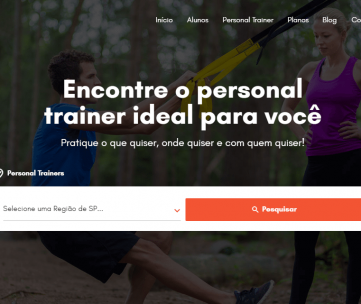 Início Alunos Personal Trainer Planos Blog Co
Encontre o personal
trainer ideal para você
Pratique o que quiser, onde quiser e com quem quiser!
Personal Trainers
Selecione uma Região de SP...
Pesquisar